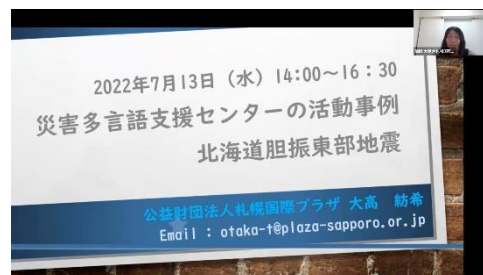 2022年7月13日（水）14:00～16：30
災害多言語支援センターの活動事例
北海道胆振東部地震
公益財団法人札幌国際プラザ 大高　紡希
Email : otaka-t@plaza-sapporo.or.jp